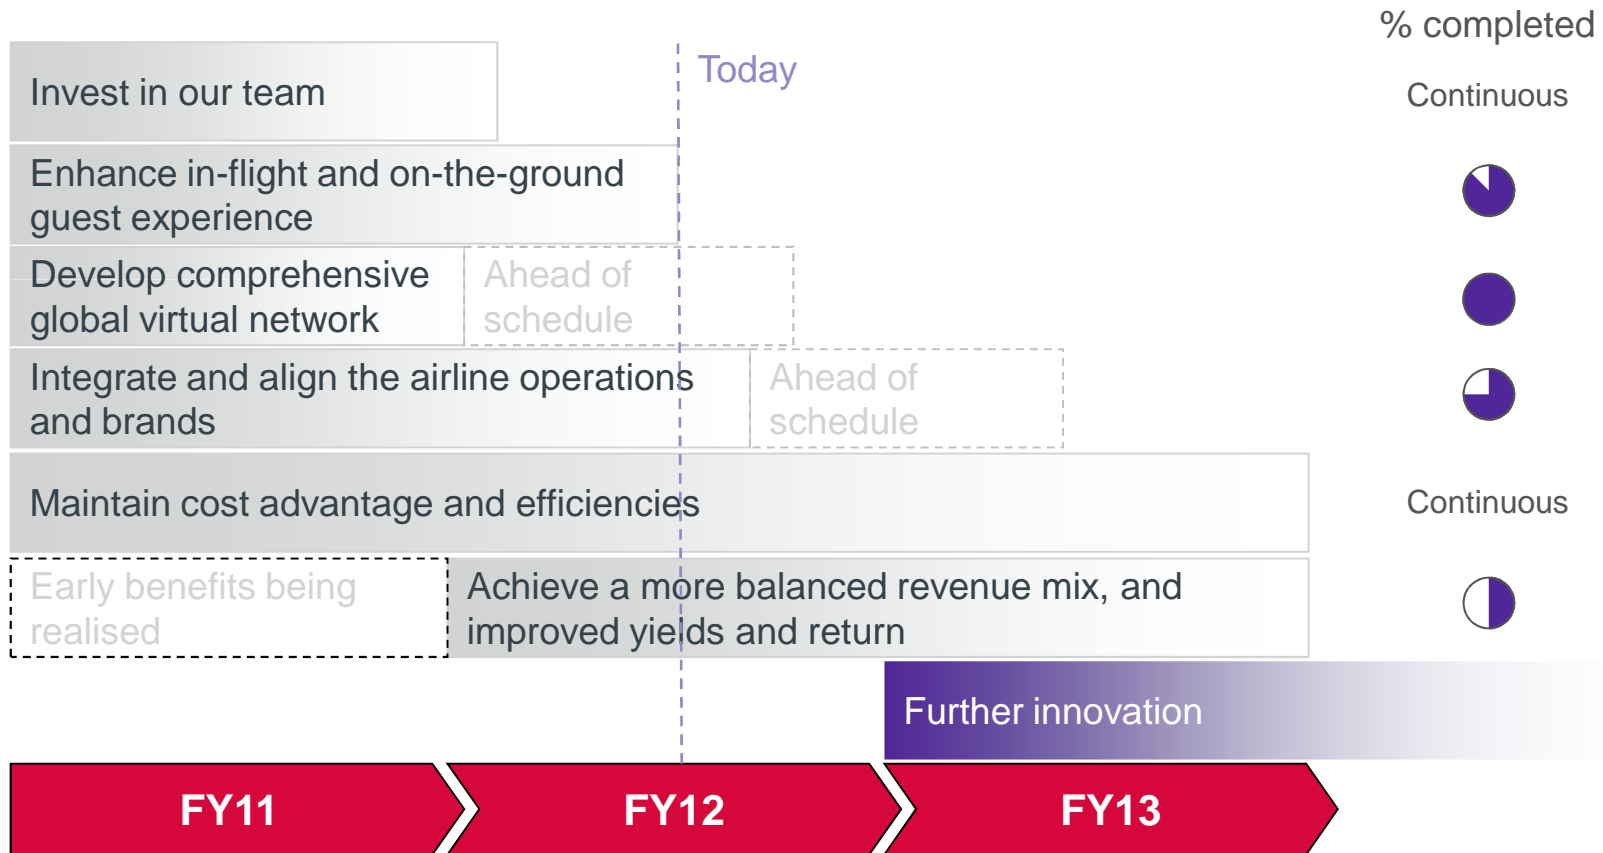 % completed
Today
Invest in our team
Continuous
Enhance in-flight and on-the-ground
guest experience
Develop comprehensive
global virtual network
Ahead of
schedule
Integrate and align the airline operations
and brands
Ahead of
schedule
Maintain cost advantage and efficiencies
Continuous
Early benefits being
realised
Achieve a more balanced revenue mix, and
improved yields and return
Further innovation
FY11
FY12
FY13